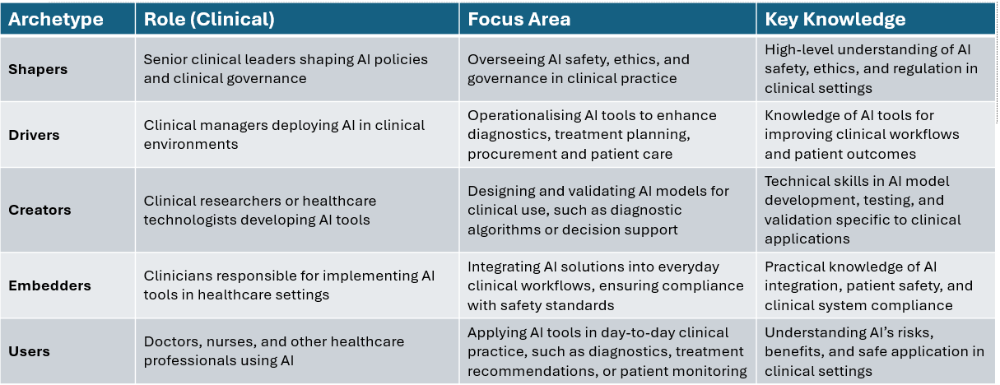 Archetype
Role (Clinical)
Focus Area
Key Knowledge
Shapers
Senior clinical leaders shaping AI policies
and clinical governance
Overseeing AI safety, ethics, and
governance in clinical practice
High-level understanding of AI
safety, ethics, and regulation in
clinical settings
Drivers
Clinical managers deploying AI in clinical
environments
Operationalising AI tools to enhance
diagnostics, treatment planning,
procurement and patient care
Knowledge of AI tools for
improving clinical workflows
and patient outcomes
Creators
Clinical researchers or healthcare
technologists developing AI tools
Designing and validating AI models for
clinical use, such as diagnostic
algorithms or decision support
Technical skills in AI model
development, testing, and
validation specific to clinical
applications
Embedders
Clinicians responsible for implementing AI
tools in healthcare settings
Integrating AI solutions into everyday
clinical workflows, ensuring compliance
with safety standards
Practical knowledge of AI
integration, patient safety, and
clinical system compliance
Users
Doctors, nurses, and other healthcare
professionals using AI
Applying AI tools in day-to-day clinical
practice, such as diagnostics, treatment
recommendations, or patient monitoring
Understanding AI’s risks,
benefits, and safe application in
clinical settings